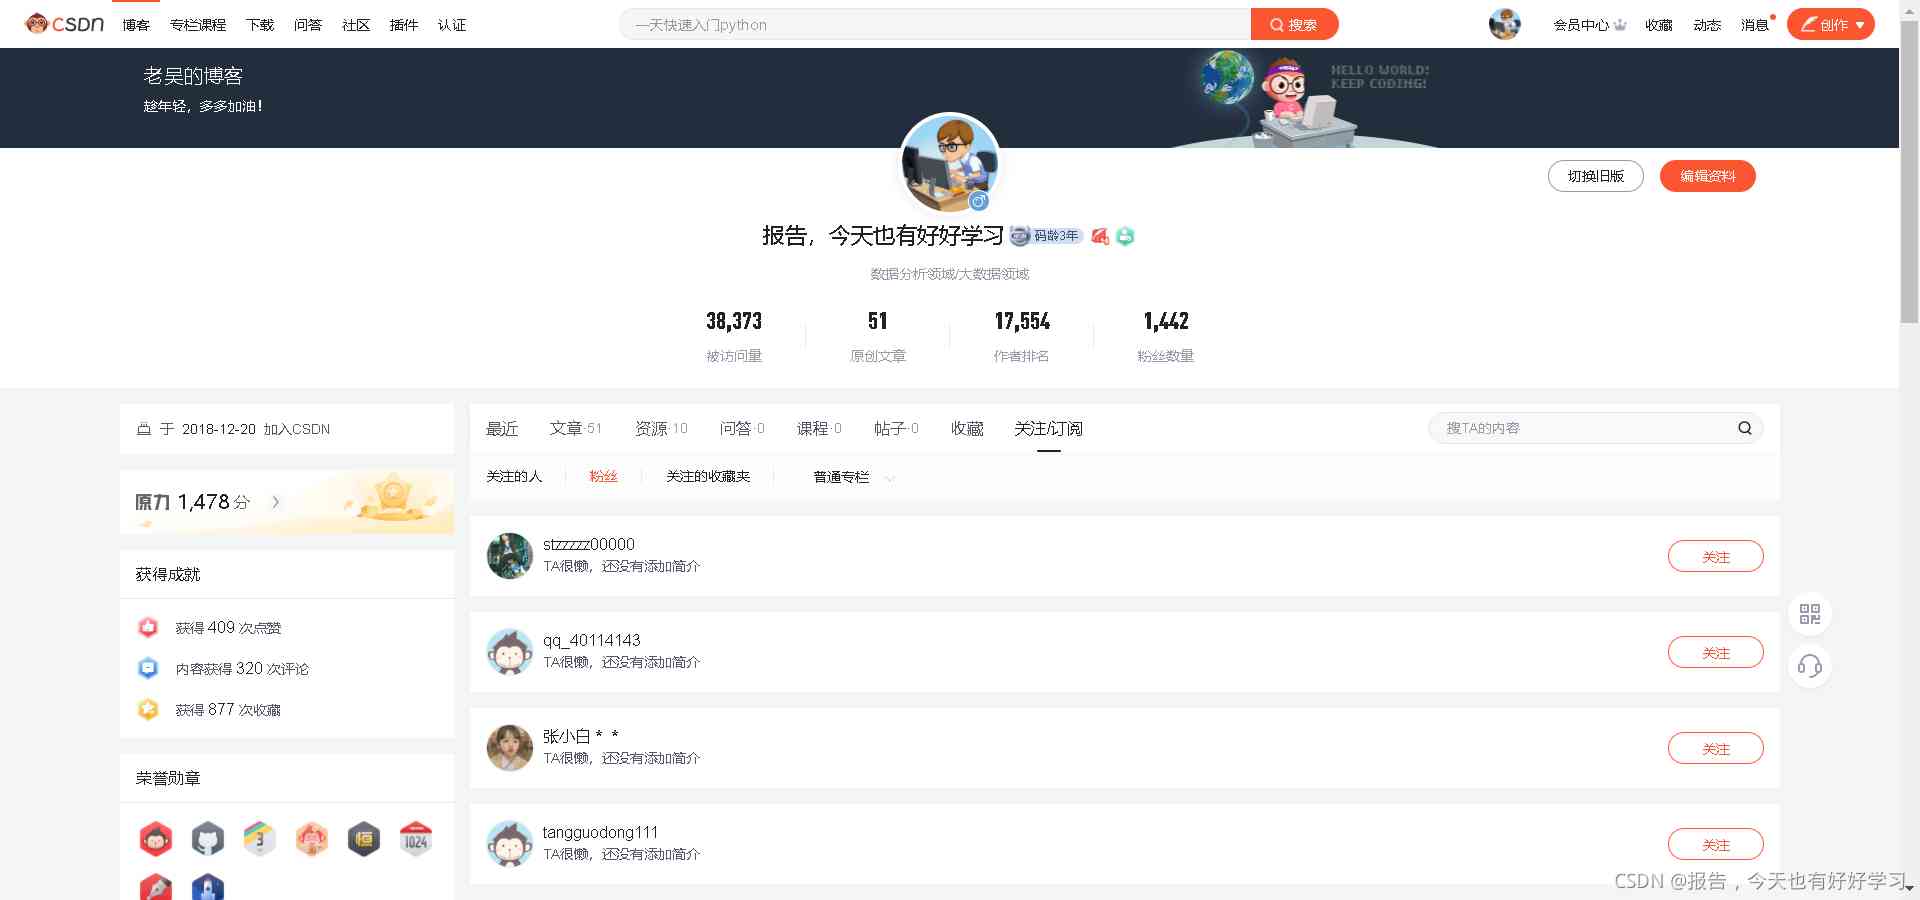 CSDN 博客 专栏课程 下载 问答 社区 插件 认证 一天快速入门python 搜索 会员中心 收藏 动态 消息 创作
老吴的博客
趁年轻，多多加油！
HELLO WORLD!
KEEP CODING!
切换旧版 编辑资料
报告，今天也有好好学习 码龄3年
数据分析领域/大数据领域
38,373 51 17,554 1,442
被访问量 原创文章 作者排名 粉丝数量
于 2018-12-20 加入CSDN
原力 1,478分
获得成就
获得 409 次点赞
内容获得 320 次评论
获得 877 次收藏
荣誉勋章
3 恒 1024
最近 文章·51 资源·10 问答·0 课程·0 帖子·0 收藏 关注/订阅 搜TA的内容
关注的人 粉丝 关注的收藏夹 普通专栏
stzzzzz00000
TA很懒，还没有添加简介
关注
qq_40114143
TA很懒，还没有添加简介
关注
张小白＊ ＊
TA很懒，还没有添加简介
关注
tangguodong111
TA很懒，还没有添加简介
关注
CSDN @报告，今天也有好好学习